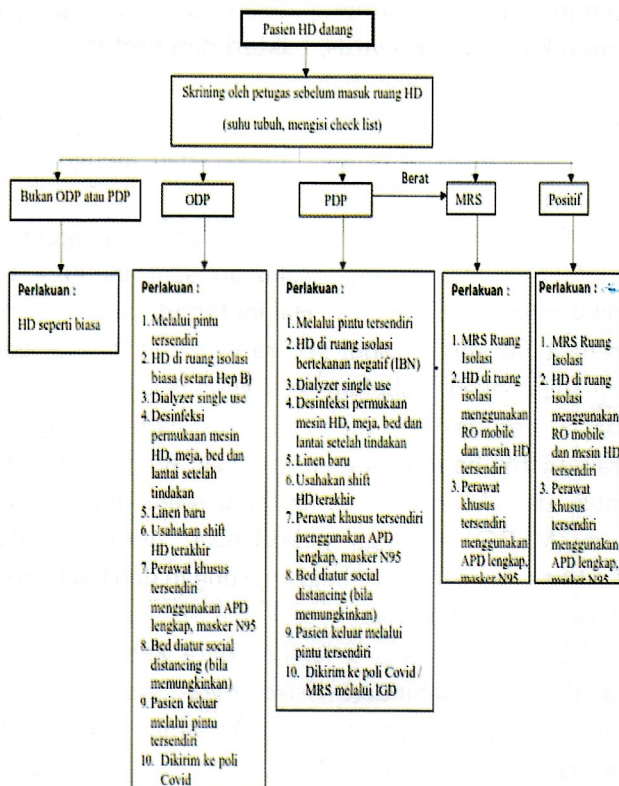 Pasien HD datang
Skrining oleh petugas sebelum masuk ruang HD
(suhu tubuh, mengisi check list)
Bukan ODP atau PDP
ODP
PDP
Berat
MRS
Positif
Perlakuan :
HD seperti biasa
Perlakuan :
1. Melalui pintu
tersendiri
2. HD di ruang isolasi
biasa (setara Hep B)
3. Dialyzer single use
4. Desinfeksi
permukaan mesin
HD, meja, bed dan
lantai setelah
tindakan
5. Linen baru
6. Usahakan shift
HD terakhir
7. Perawat khusus
tersendiri
menggunakan APD
lengkap, masker N95
8. Bed diatur social
distancing (bila
memungkinkan)
9. Pasien keluar
melalui pintu
tersendiri
10. Dikirim ke poli
Covid
Perlakuan :
1. Melalui pintu tersendiri
2. HD di ruang isolasi
bertekanan negatif (IBN)
3. Dialyzer single use
4. Desinfeksi permukaan
mesin HD, meja, bed dan
lantai setelah tindakan
5. Linen baru
6. Usahakan shift
HD terakhir
7. Perawat khusus tersendiri
menggunakan APD
lengkap, masker N95
8. Bed diatur social
distancing (bila
memungkinkan)
9. Pasien keluar melalui
pintu tersendiri
10. Dikirim ke poli Covid /
MRS melalui IGD
Perlakuan :
1. MRS Ruang
Isolasi
2. HD di ruang
isolasi
menggunakan
RO mobile
dan mesin HD
tersendiri
3. Perawat
khusus
tersendiri
menggunakan
APD lengkap,
masker N95
Perlakuan :
1. MRS Ruang
Isolasi
2. HD di ruang
isolasi
menggunakan
RO mobile
dan mesin HD
tersendiri
3. Perawat
khusus
tersendiri
menggunakan
APD lengkap,
masker N95